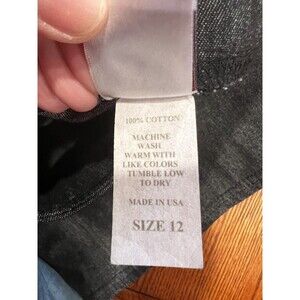 100% COTTON
MACHINE
WASH
WARM WITH
LIKE COLORS
TUMBLE LOW
TO DRY
MADE IN USA
SIZE 12